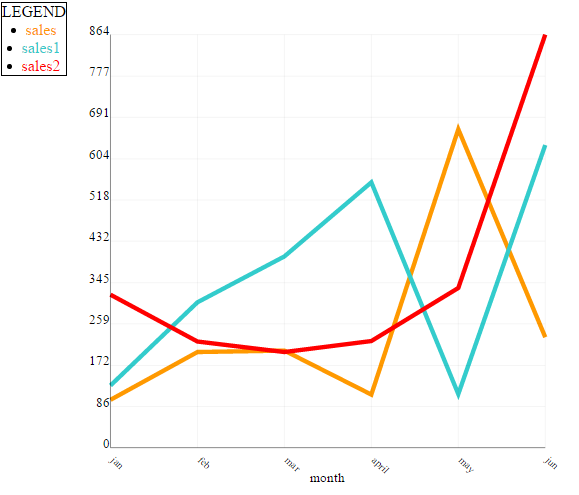 LEGEND
sales
sales1
sales2
864
777
691
604
518
432
345
259
172
86
0
jan
feb
mar
april
may
jun
month